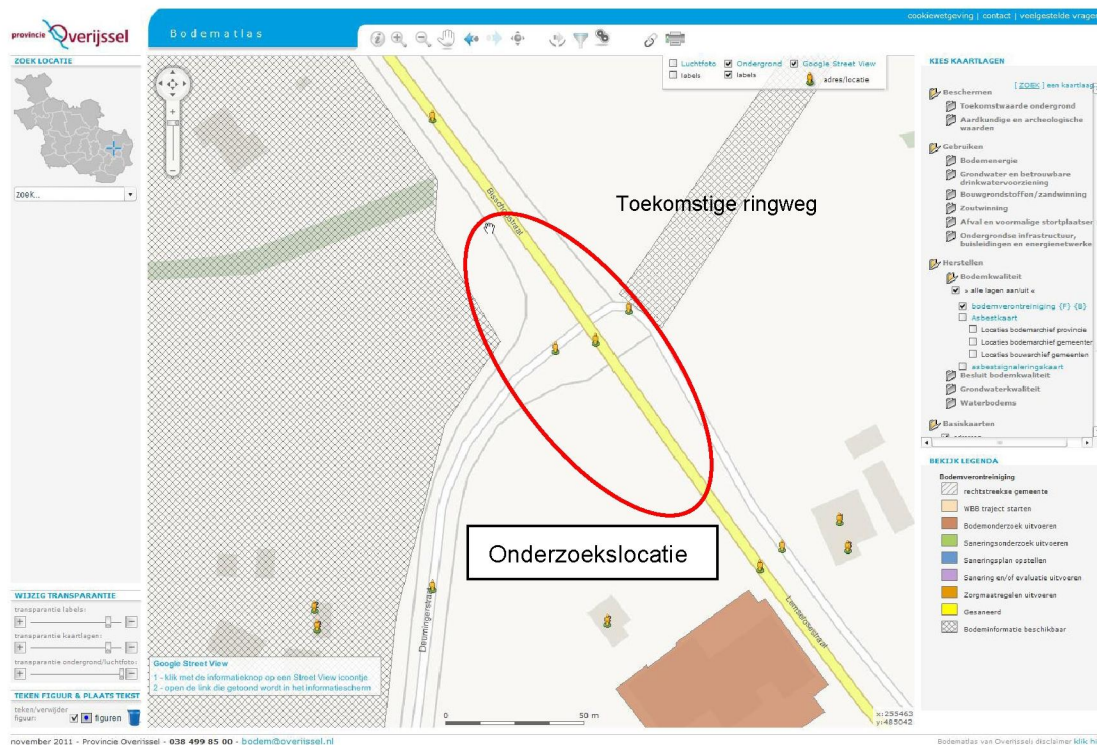 cookiewetgeving | contact | veelgestelde vragen
provincie Overijssel
Bodematlas
ZOEK LOCATIE
zoek...
Luchtfoto
Ondergrond
Google Street View
labels
labels
adres/locatie
Toekomstige ringweg
Bisschopstraat
Onderzoekslocatie
Deurningerstraat
Lemselosestraat
Google Street View
1 - klik met de informatieknop op een Street View icoontje
2 - open de link die getoond wordt in het informatiescherm
0
50 m
x:255463
y:485042
KIES KAARTLAGEN
[ ZOEK ] een kaartlaag
Beschermen
Toekomstwaarde ondergrond
Aardkundige en archeologische
waarden
Gebruiken
Bodemenergie
Grondwater en betrouwbare
drinkwatervoorziening
Bouwgrondstoffen/zandwinning
Zoutwinning
Afval en voormalige stortplaatsen
Ondergrondse infrastructuur,
buisleidingen en energienetwerke
Herstellen
Bodemkwaliteit
» alle lagen aan/uit «
bodemverontreiniging {F} {B}
Asbestkaart
Locaties bodemarchief provincie
Locaties bodemarchief gemeenten
Locaties bouwarchief gemeenten
asbestsignaleringskaart
Besluit bodemkwaliteit
Grondwaterkwaliteit
Waterbodems
Basiskaarten
adressen
BEKIJK LEGENDA
Bodemverontreiniging
rechtstreekse gemeente
WBB traject starten
Bodemonderzoek uitvoeren
Saneringsonderzoek uitvoeren
Saneringsplan opstellen
Sanering en/of evaluatie uitvoeren
Zorgmaatregelen uitvoeren
Gesaneerd
Bodeminformatie beschikbaar
WIJZIG TRANSPARANTIE
transparantie labels:
transparantie kaartlagen:
transparantie ondergrond/luchtfoto:
TEKEN FIGUUR & PLAATS TEKST
teken/verwijder
figuur:
figuren
november 2011 - Provincie Overijssel - 038 499 85 00 - bodem@overijssel.nl
Bodematlas van Overijssel: disclaimer klik hi